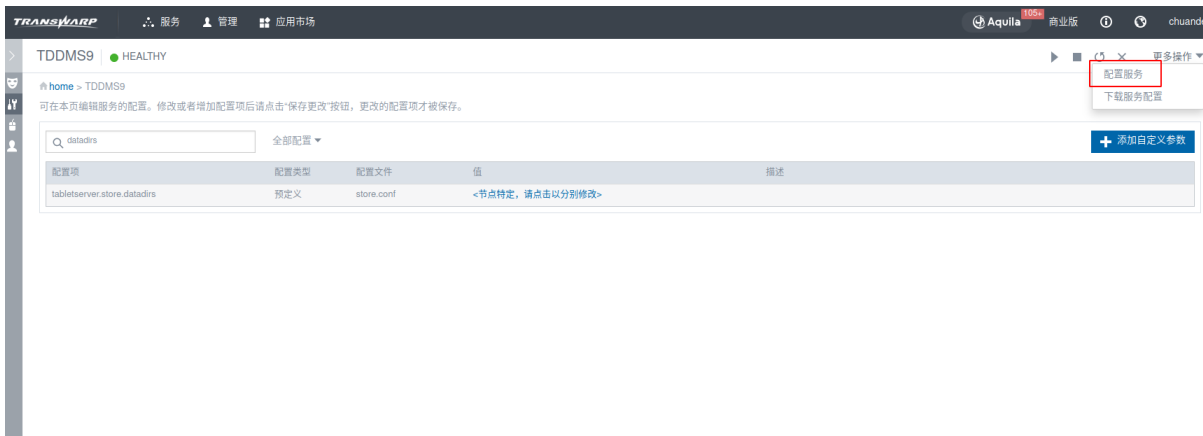 TRANSWARP 服务 管理 应用市场 Aquila 105+ 商业版 chuande
TDDMS9 HEALTHY 更多操作
配置服务
下载服务配置
home > TDDMS9
可在本页编辑服务的配置。修改或者增加配置项后请点击“保存更改”按钮，更改的配置项才被保存。
datadirs 全部配置 添加自定义参数
配置项 配置类型 配置文件 值 描述
tabletserver.store.datadirs 预定义 store.conf <节点特定，请点击以分别修改>